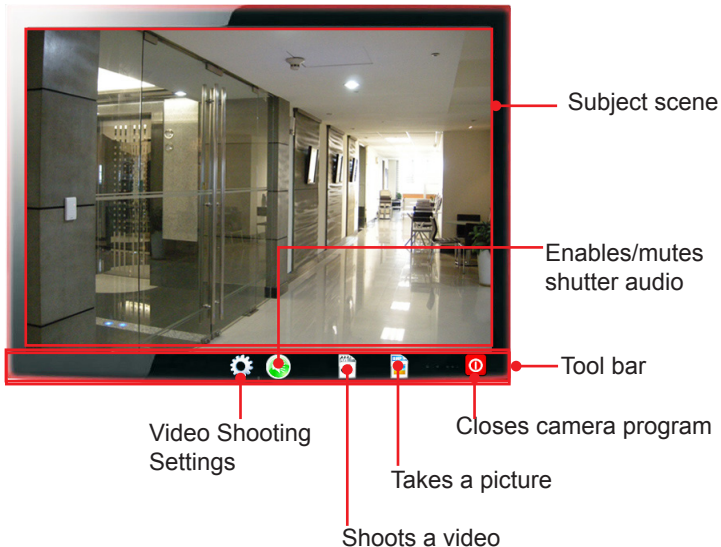 Subject scene
Enables/mutes
shutter audio
Tool bar
Video Shooting
Settings
Closes camera program
Takes a picture
Shoots a video